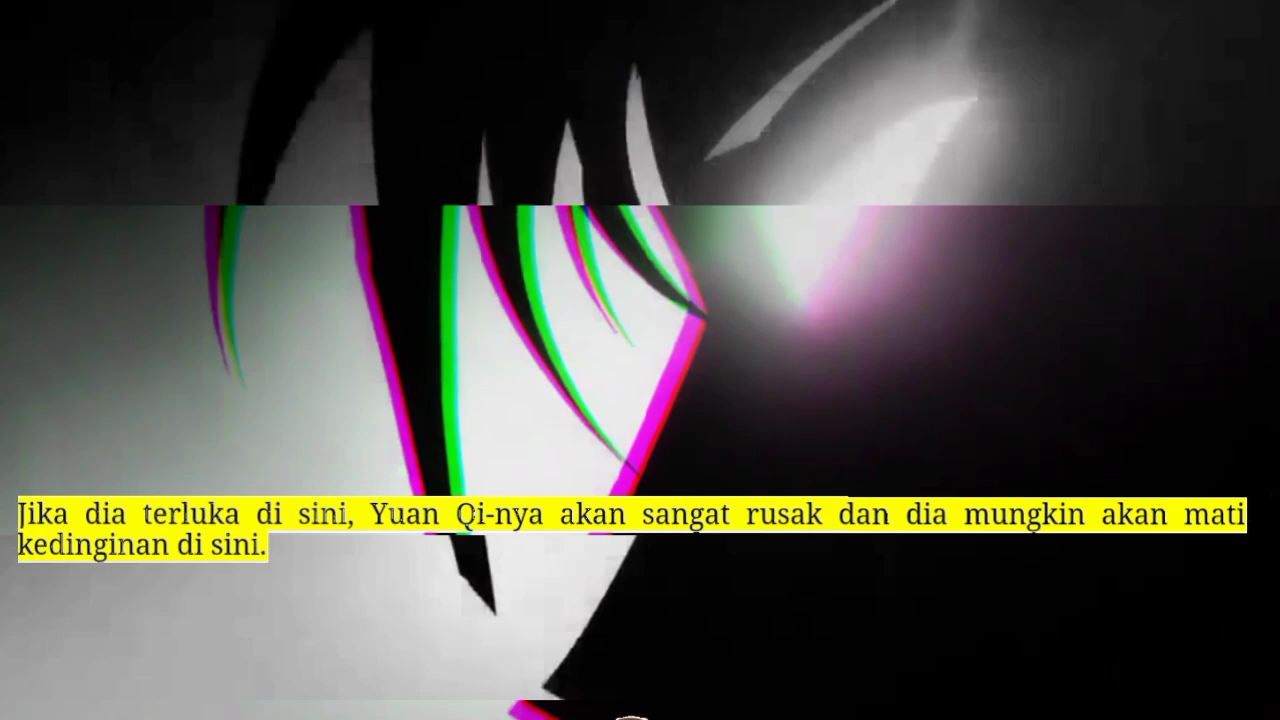 Jika dia terluka di sini, Yuan Qi-nya akan sangat rusak dan dia mungkin akan mati
kedinginan di sini.